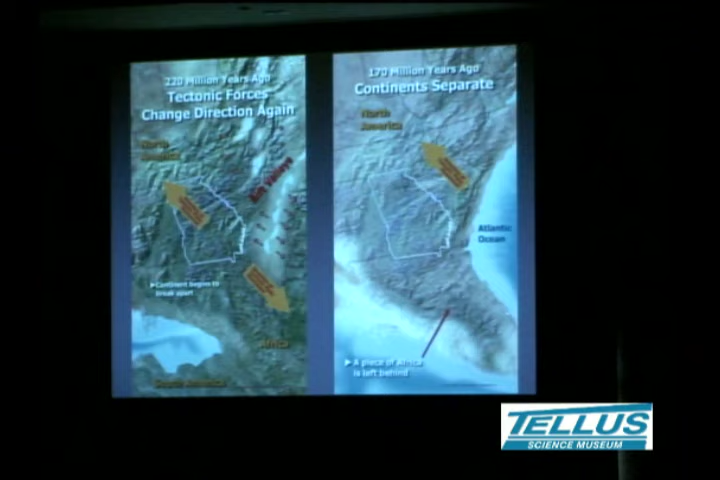 220 Million Years Ago
Tectonic Forces
Change Direction Again
North
America
Rift Valleys
▶Continent begins to
break apart
Africa
South America
170 Million Years Ago
Continents Separate
North
America
Atlantic
Ocean
▶ A piece of Africa
is left behind
TELLUS
SCIENCE MUSEUM